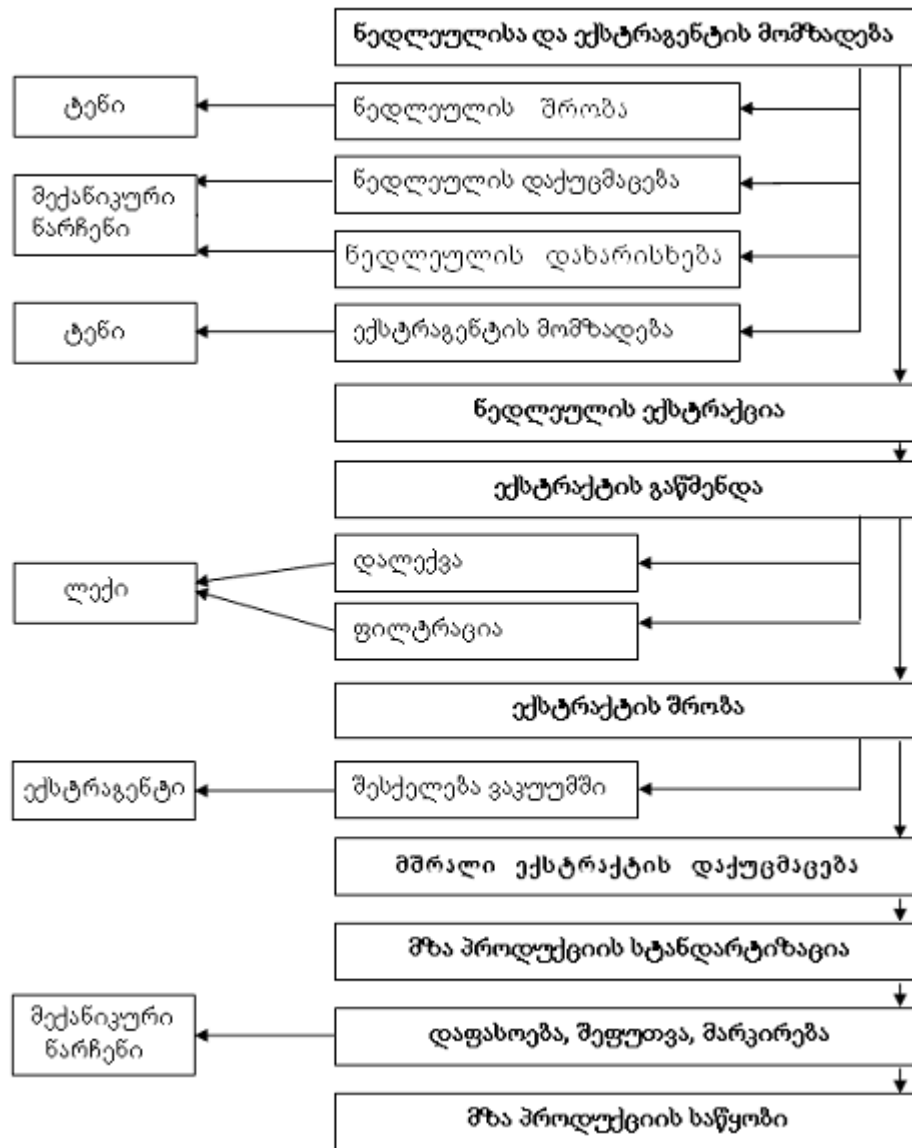 ნედლეულისა და ექსტრაგენტის მომზადება
ტენი
ნედლეულის შრობა
მექანიკური
ნარჩენი
ნედლეულის დაქუცმაცება
ნედლეულის დახარისხება
ტენი
ექსტრაგენტის მომზადება
ნედლეულის ექსტრაქცია
ექსტრაქტის გაწმენდა
ლექი
დალექვა
ფილტრაცია
ექსტრაქტის შრობა
ექსტრაგენტი
შესქელება ვაკუუმში
მშრალი ექსტრაქტის დაქუცმაცება
მზა პროდუქციის სტანდარტიზაცია
მექანიკური
ნარჩენი
დაფასოება, შეფუთვა, მარკირება
მზა პროდუქციის საწყობი